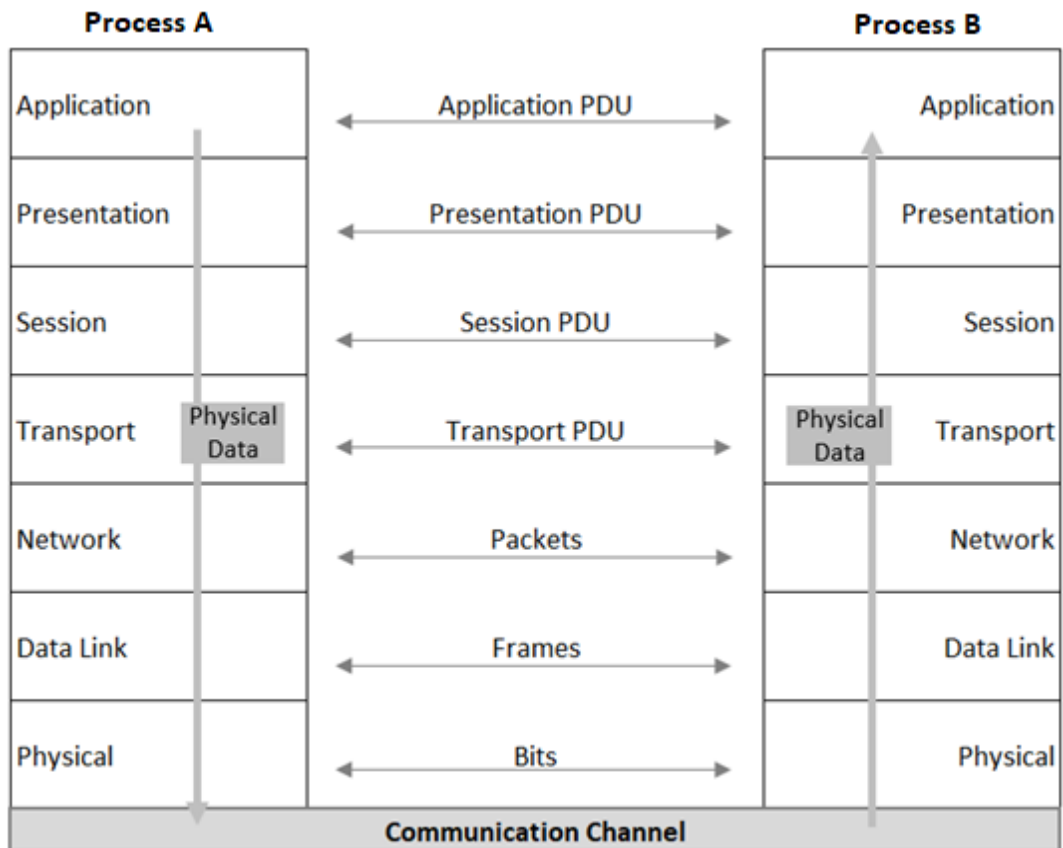 Process A
Process B
Application
Application PDU
Application
Presentation
Presentation PDU
Presentation
Session
Session PDU
Session
Transport
Physical
Data
Transport PDU
Physical
Data
Transport
Network
Packets
Network
Data Link
Frames
Data Link
Physical
Bits
Physical
Communication Channel